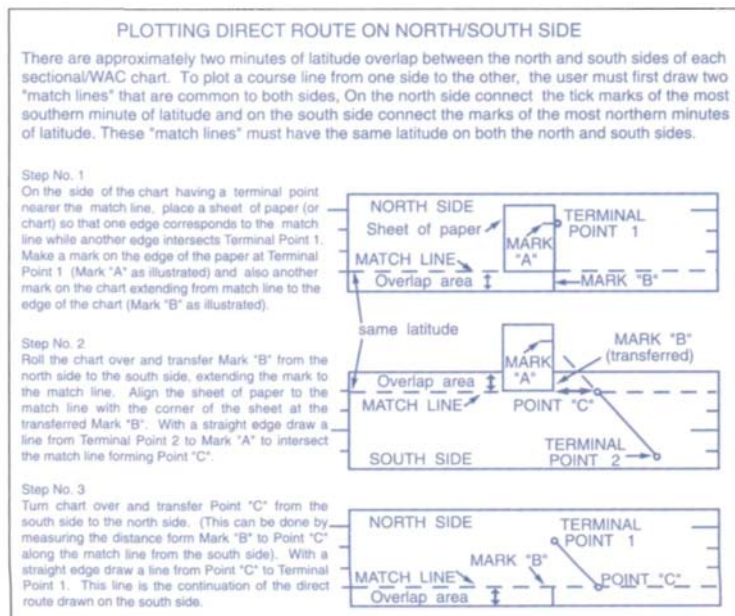 PLOTTING DIRECT ROUTE ON NORTH/SOUTH SIDE
There are approximately two minutes of latitude overlap between the north and south sides of each
sectional/WAC chart. To plot a course line from one side to the other, the user must first draw two
"match lines" that are common to both sides, On the north side connect the tick marks of the most
southern minute of latitude and on the south side connect the marks of the most northern minutes
of latitude. These "match lines" must have the same latitude on both the north and south sides.
Step No. 1
On the side of the chart having a terminal point
nearer the match line, place a sheet of paper (or
chart) so that one edge corresponds to the match
line while another edge intersects Terminal Point 1.
Make a mark on the edge of the paper at Terminal
Point 1 (Mark "A" as illustrated) and also another
mark on the chart extending from match line to the
edge of the chart (Mark "B" as illustrated).
NORTH SIDE
Sheet of paper
MARK
"A"
TERMINAL
POINT 1
MATCH LINE
Overlap area
MARK "B"
same latitude
Step No. 2
Roll the chart over and transfer Mark "B" from the
north side to the south side, extending the mark to
the match line. Align the sheet of paper to the
match line with the corner of the sheet at the
transferred Mark "B". With a straight edge draw a
line from Terminal Point 2 to Mark "A" to intersect
the match line forming Point "C".
MARK
"A"
MARK "B"
(transferred)
Overlap area
MATCH LINE
POINT "C"
SOUTH SIDE
TERMINAL
POINT 2
Step No. 3
Turn chart over and transfer Point "C" from the
south side to the north side. (This can be done by
measuring the distance form Mark "B" to Point "C"
along the match line from the south side). With a
straight edge draw a line from Point "C" to Terminal
Point 1. This line is the continuation of the direct
route drawn on the south side.
NORTH SIDE
TERMINAL
POINT 1
MARK "B"
MATCH LINE
POINT "C"
Overlap area